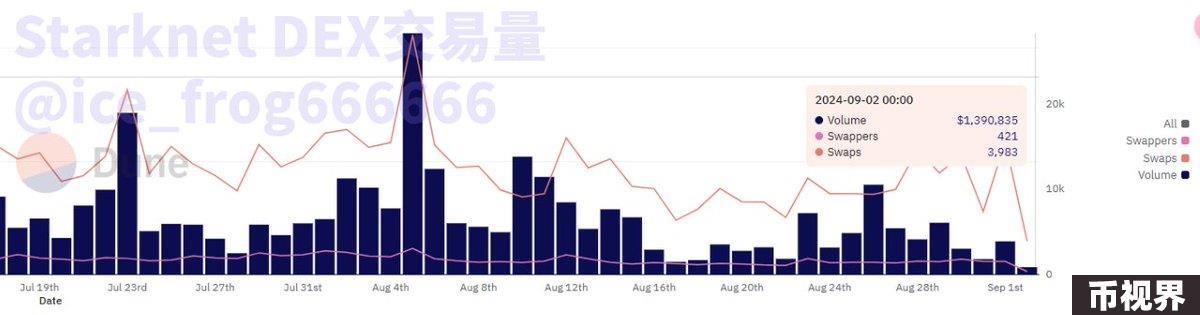 Starknet DEX交易量
@ice_frog666666
Dune
2024-09-02 00:00
Volume $1,390,835
Swappers 421
Swaps 3,983
20k
10k
0
All
Swappers
Swaps
Volume
Jul 19th Jul 23rd Jul 27th Jul 31st Aug 4th Aug 8th Aug 12th Aug 16th Aug 20th Aug 24th Aug 28th Sep 1st
Date
币视界